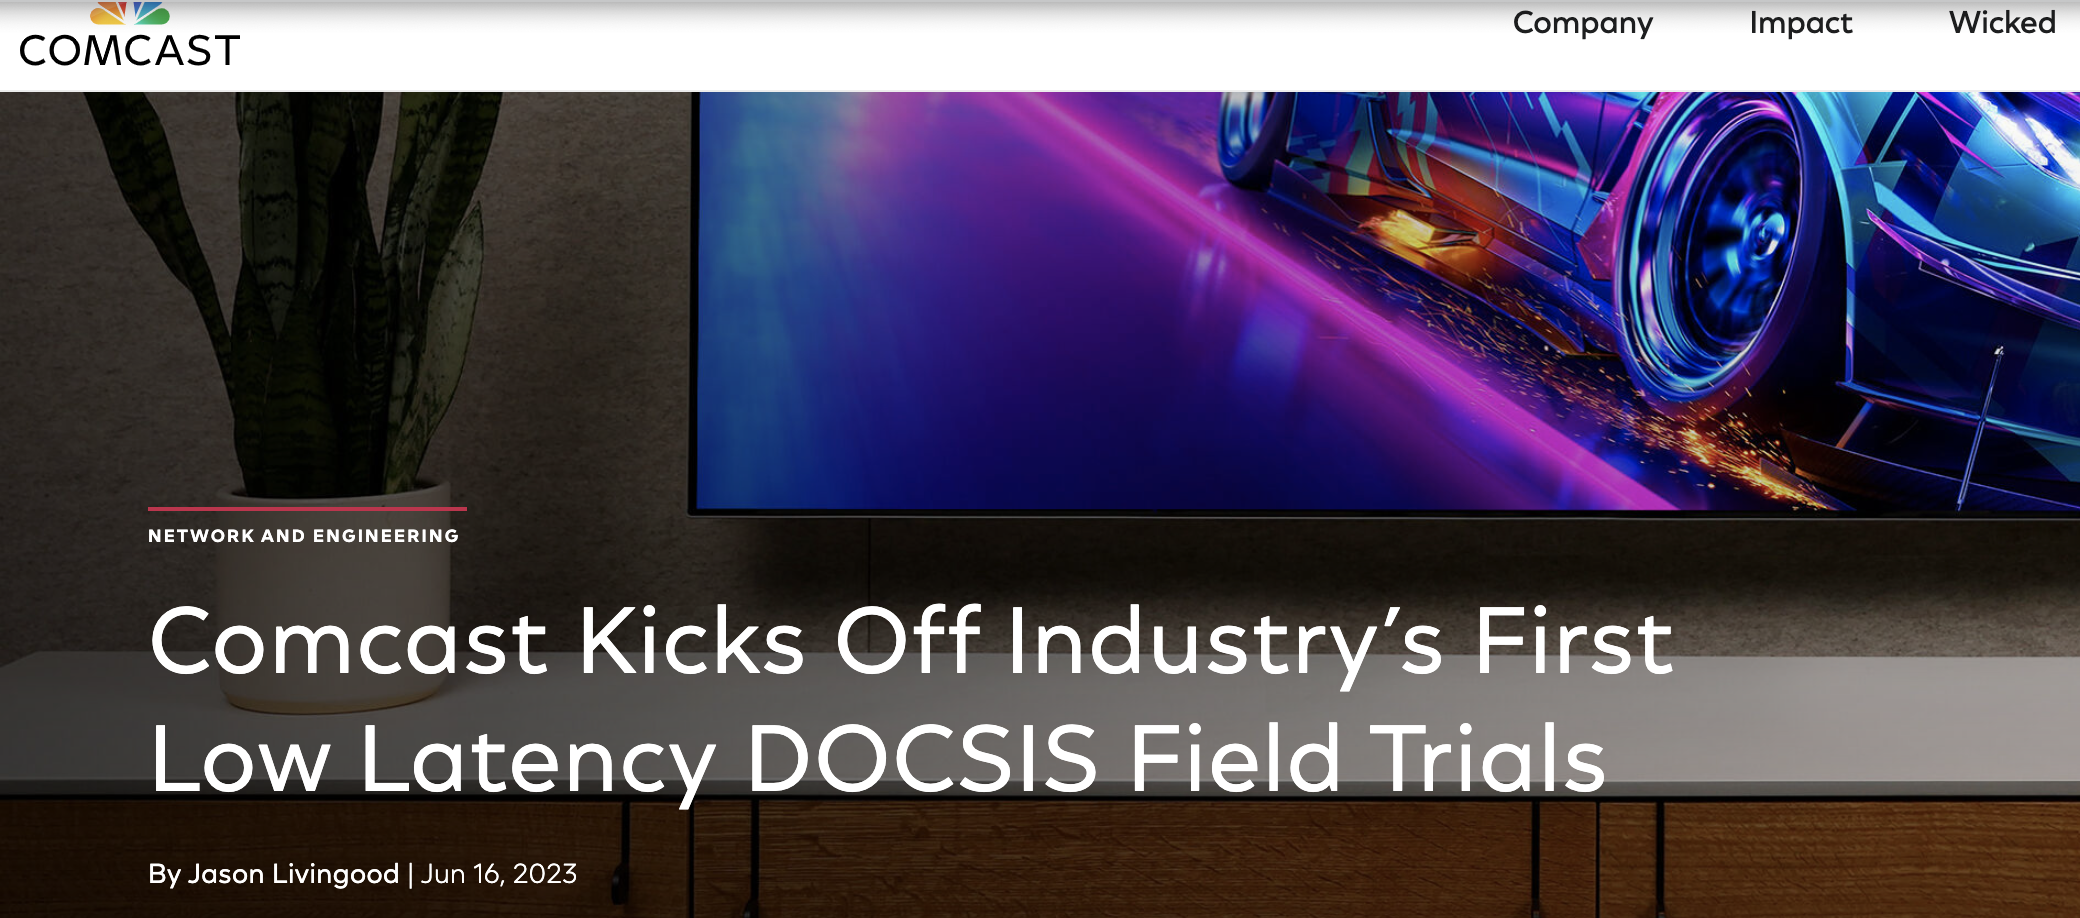 COMCAST
Company Impact Wicked
NETWORK AND ENGINEERING
Comcast Kicks Off Industry’s First
Low Latency DOCSIS Field Trials
By Jason Livingood | Jun 16, 2023